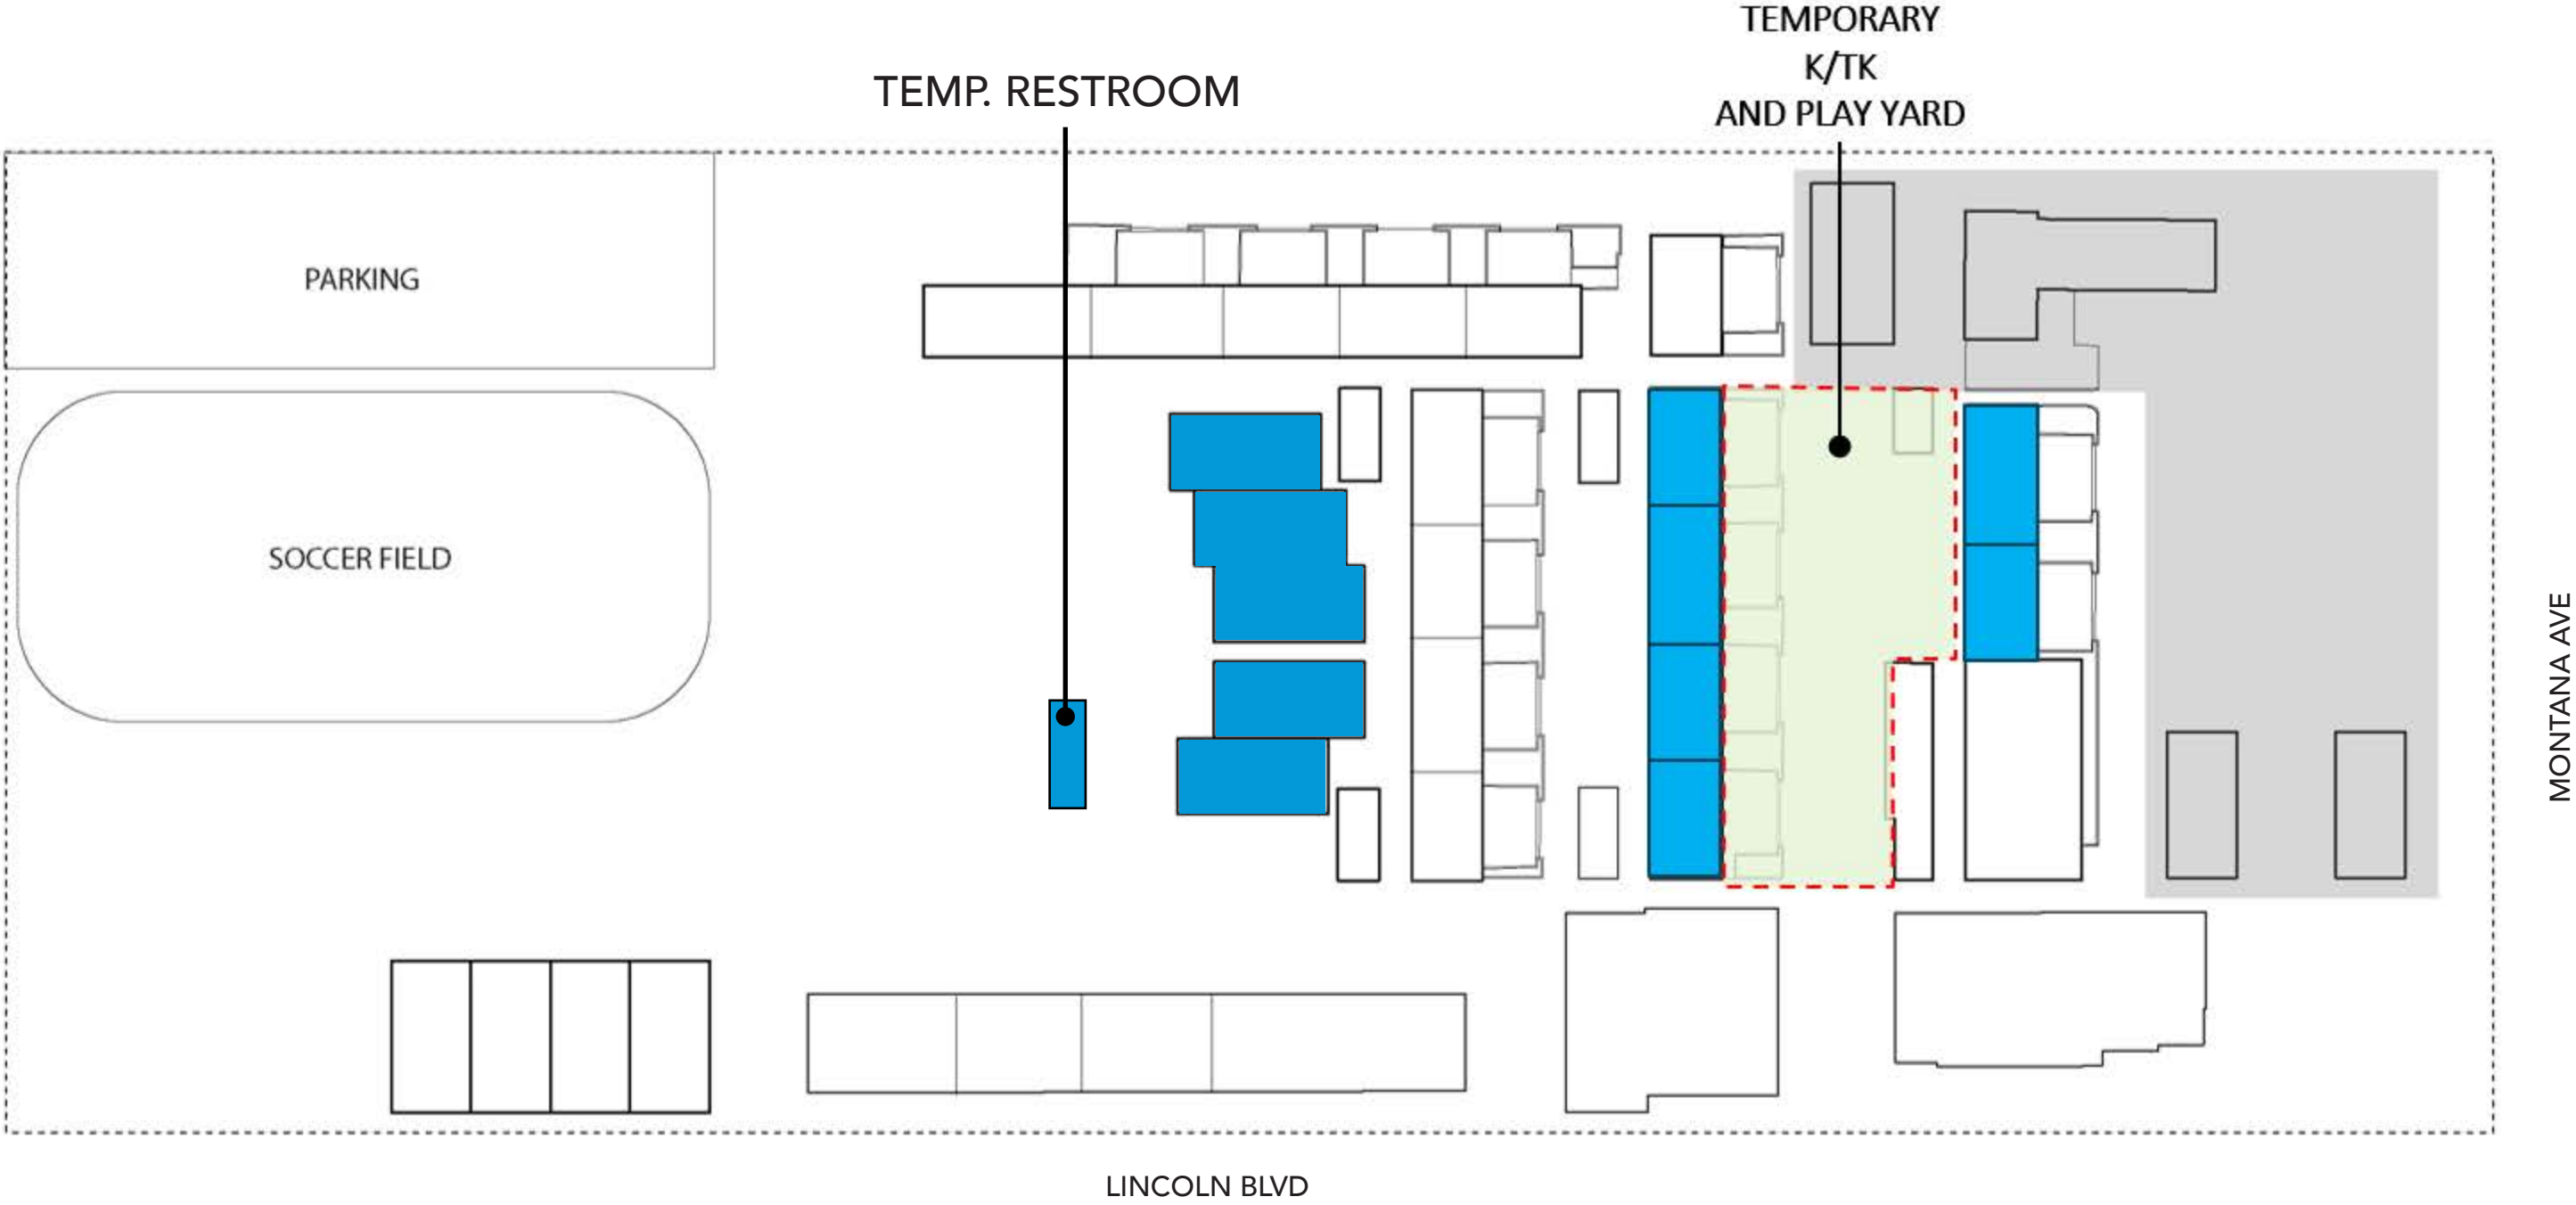 TEMPORARY
K/TK
AND PLAY YARD
TEMP. RESTROOM
PARKING
SOCCER FIELD
MONTANA AVE
LINCOLN BLVD